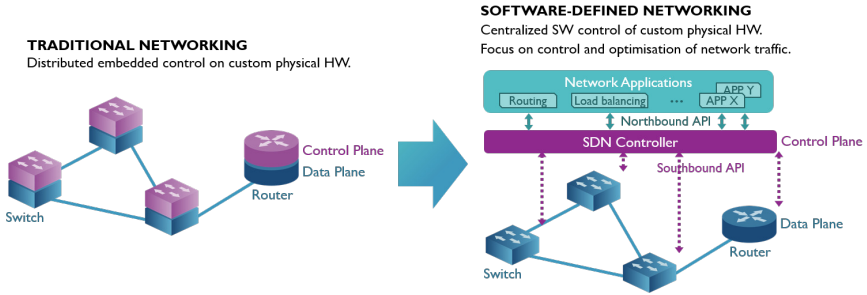 TRADITIONAL NETWORKING
Distributed embedded control on custom physical HW.
Control Plane
Data Plane
Router
Switch
SOFTWARE-DEFINED NETWORKING
Centralized SW control of custom physical HW.
Focus on control and optimisation of network traffic.
Network Applications
APP Y
Routing
Load balancing
...
APP X
Northbound API
SDN Controller
Control Plane
Southbound API
Data Plane
Router
Switch